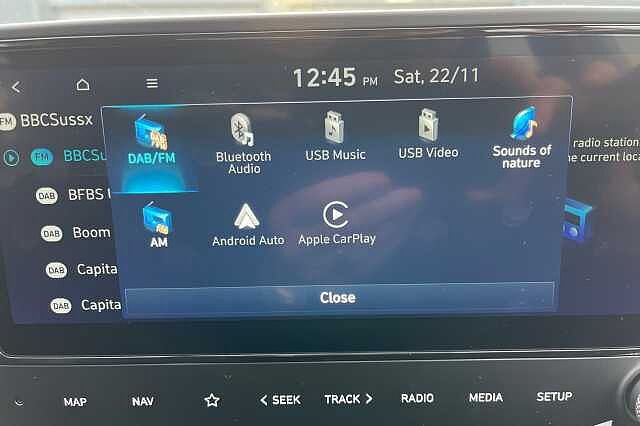 12:45 PM Sat, 22/11
FM BBCSussx
FM BBCSu
DAB BFBS
DAB Boom
DAB Capita
DAB Capita
DAB/FM
Bluetooth
Audio
USB Music
USB Video
Sounds of
nature
AM
Android Auto
Apple CarPlay
Close
radio station
current loca
MAP NAV SEEK TRACK RADIO MEDIA SETUP